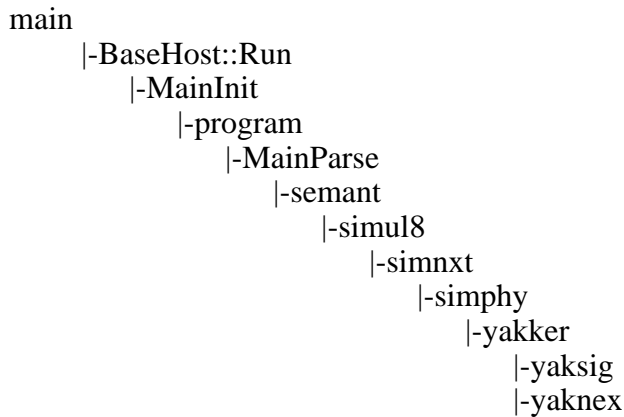 main
|-BaseHost::Run
|-MainInit
|-program
|-MainParse
|-semant
|-simul8
|-simnxt
|-simphy
|-yakker
|-yaksig
|-yaknex